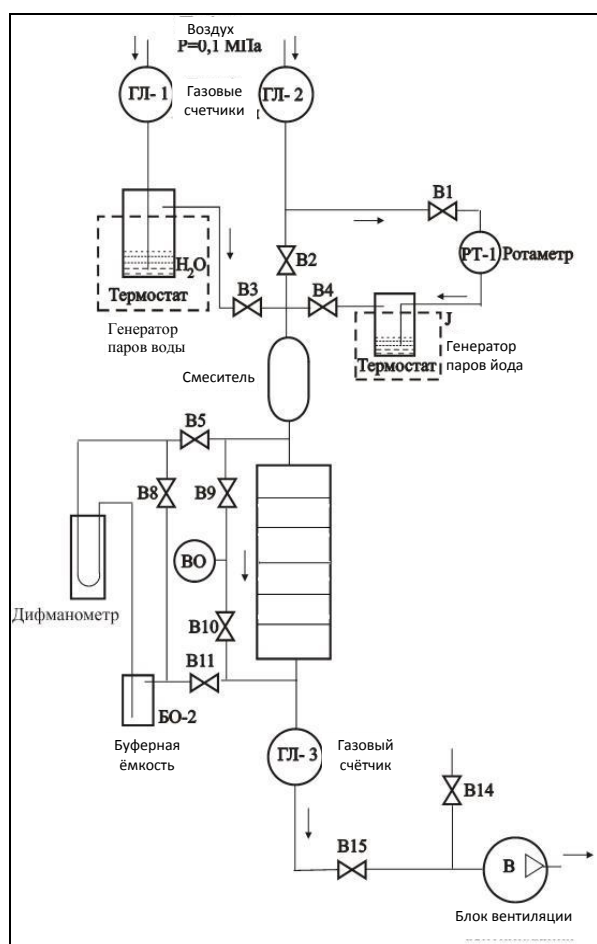 Воздух
Р=0,1 МПа
ГЛ- 1
Газовые
счетчики
ГЛ- 2
В1
РТ-1
Ротаметр
В2
H2O
Термостат
В3
В4
J
Генератор
паров воды
Термостат
Генератор
паров йода
Смеситель
В5
В8
В9
ВО
Дифманометр
В10
В11
БО-2
Буферная
ёмкость
ГЛ- 3
Газовый
счётчик
В14
В15
В
Блок вентиляции